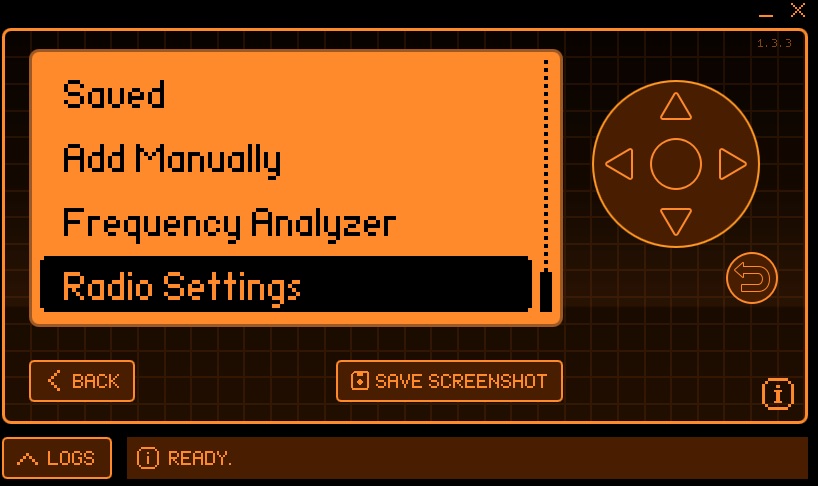 1.3.3
Saved
Add Manually
Frequency Analyzer
Radio Settings
BACK
SAVE SCREENSHOT
LOGS
READY.